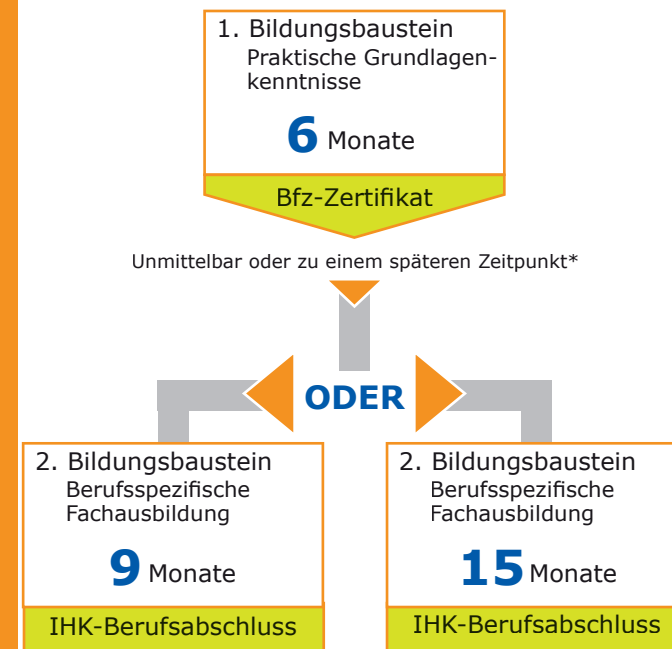 1. Bildungsbaustein
Praktische Grundlagen-
kenntnisse
6 Monate
Bfz-Zertifikat
Unmittelbar oder zu einem späteren Zeitpunkt*
ODER
2. Bildungsbaustein
Berufsspezifische
Fachausbildung
9 Monate
IHK-Berufsabschluss
2. Bildungsbaustein
Berufsspezifische
Fachausbildung
15 Monate
IHK-Berufsabschluss